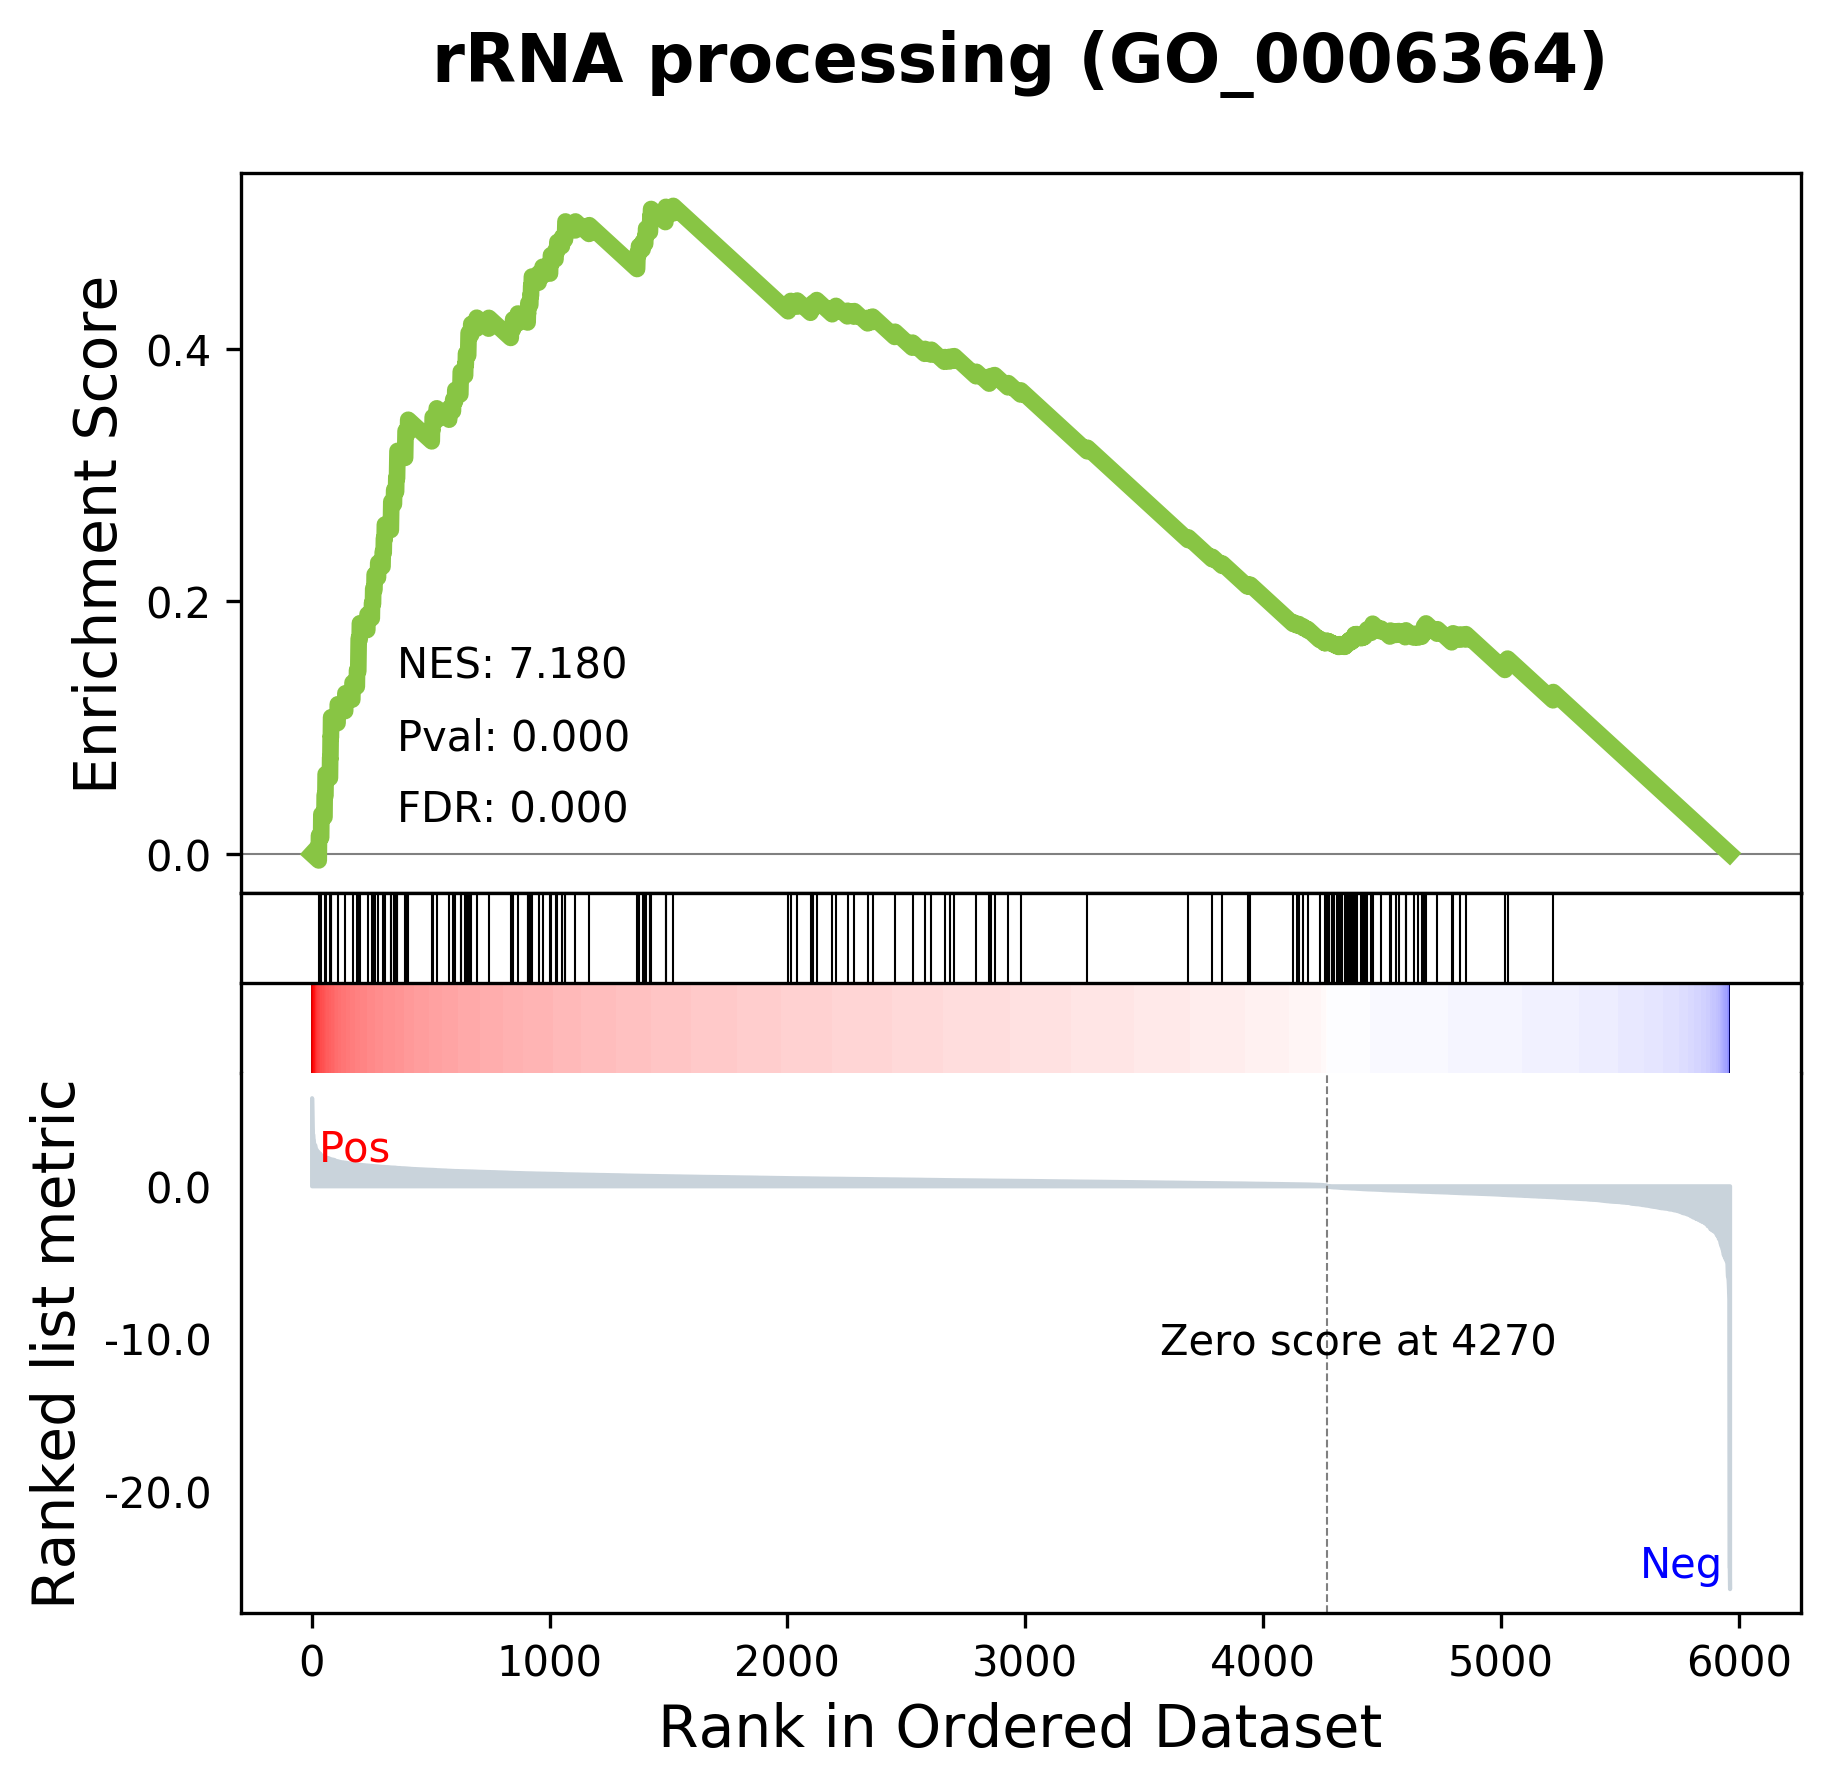 rRNA processing (GO_0006364)
Enrichment Score
0.4
0.2
0.0
NES: 7.180
Pval: 0.000
FDR: 0.000
Ranked list metric
0.0
-10.0
-20.0
Pos
Zero score at 4270
Neg
0 1000 2000 3000 4000 5000 6000
Rank in Ordered Dataset